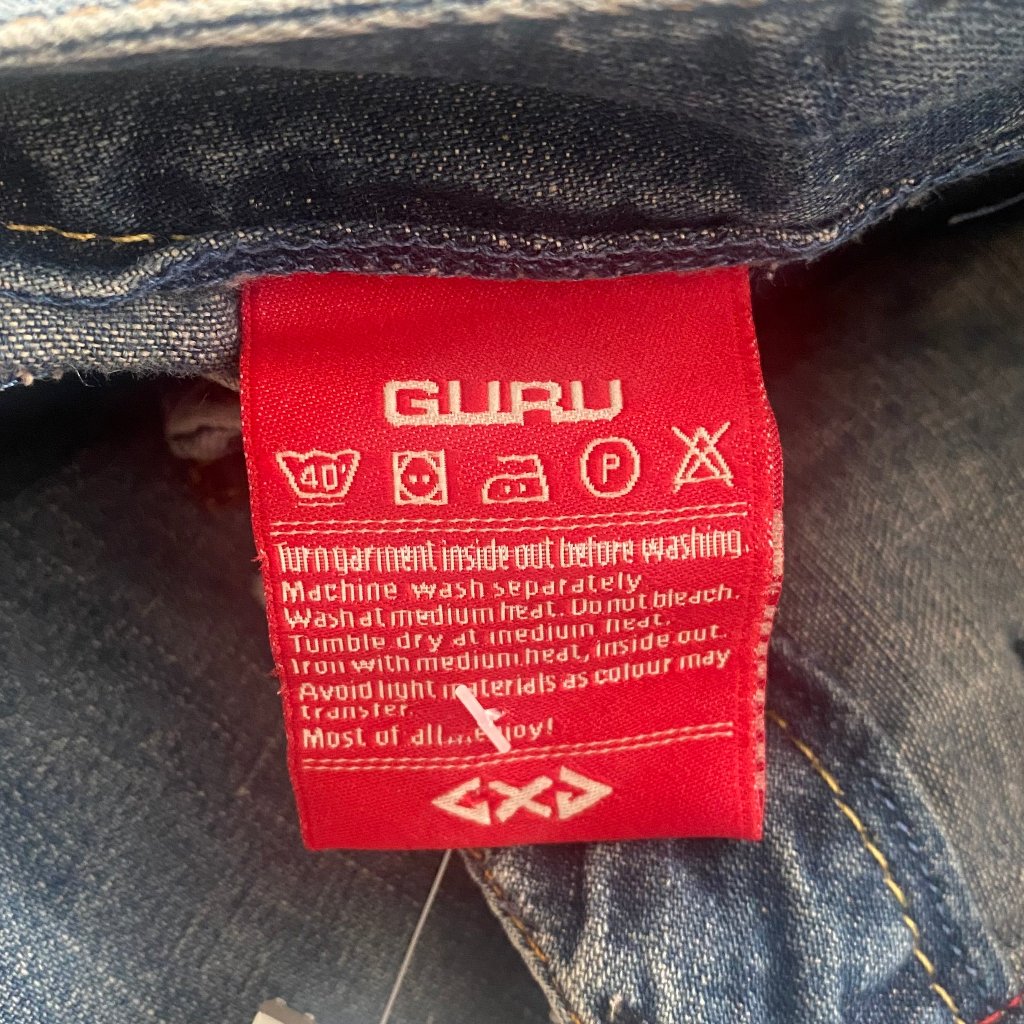 GURU
40°
P
Turn garment inside out before washing.
Machine wash separately
Wash at medium heat. Do not bleach.
Tumble dry at medium heat.
Iron with medium heat, inside out.
Avoid light materials as colour may
transfer.
Most of all...enjoy!